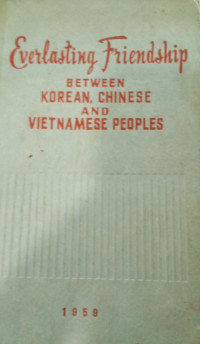 Everlasting Friendship
BETWEEN
KOREAN, CHINESE
AND
VIETNAMESE PEOPLES
1959